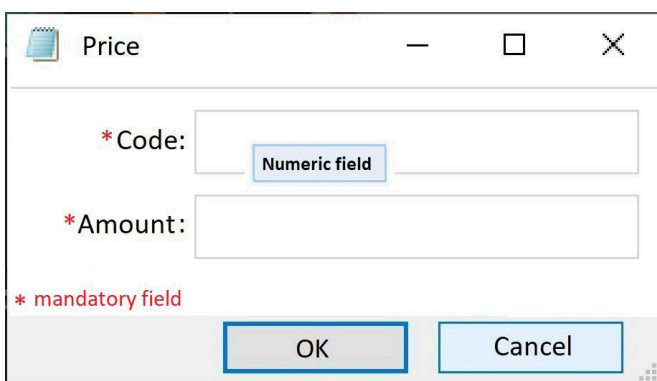 Price
*Code:
Numeric field
*Amount:
* mandatory field
OK Cancel